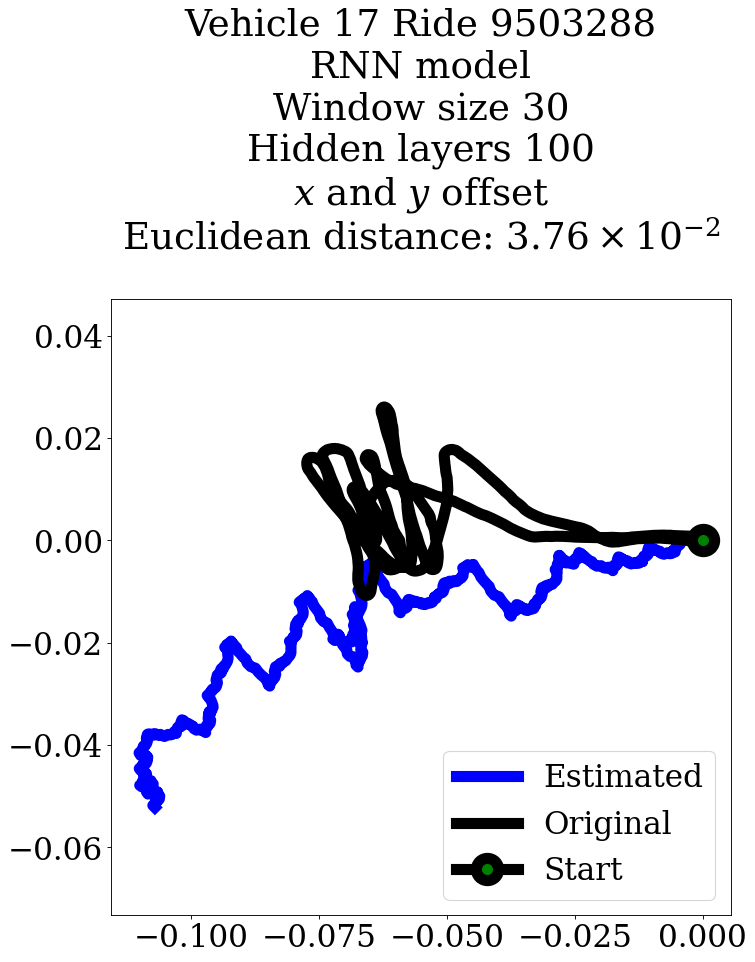 Vehicle 17 Ride 9503288
RNN model
Window size 30
Hidden layers 100
x and y offset
Euclidean distance: 3.76 × 10⁻²
0.04
0.02
0.00
−0.02
−0.04
−0.06
Estimated
Original
Start
−0.100 −0.075 −0.050 −0.025 0.000